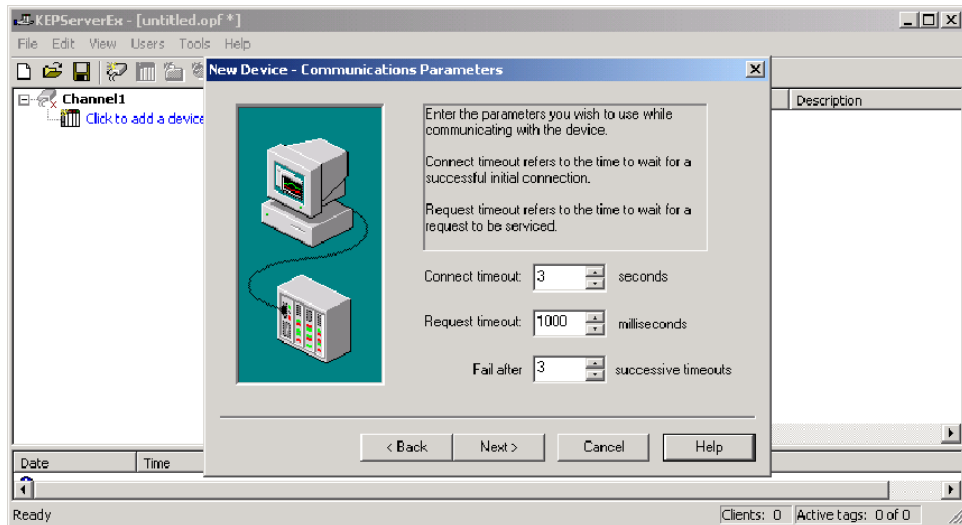 KEPServerEx - [untitled.opf *]
File Edit View Users Tools Help
New Device - Communications Parameters
Channel1
Click to add a device
Description
Enter the parameters you wish to use while
communicating with the device.
Connect timeout refers to the time to wait for a
successful initial connection.
Request timeout refers to the time to wait for a
request to be serviced.
Connect timeout: 3 seconds
Request timeout: 1000 milliseconds
Fail after 3 successive timeouts
< Back Next > Cancel Help
Date Time
Ready Clients: 0 Active tags: 0 of 0